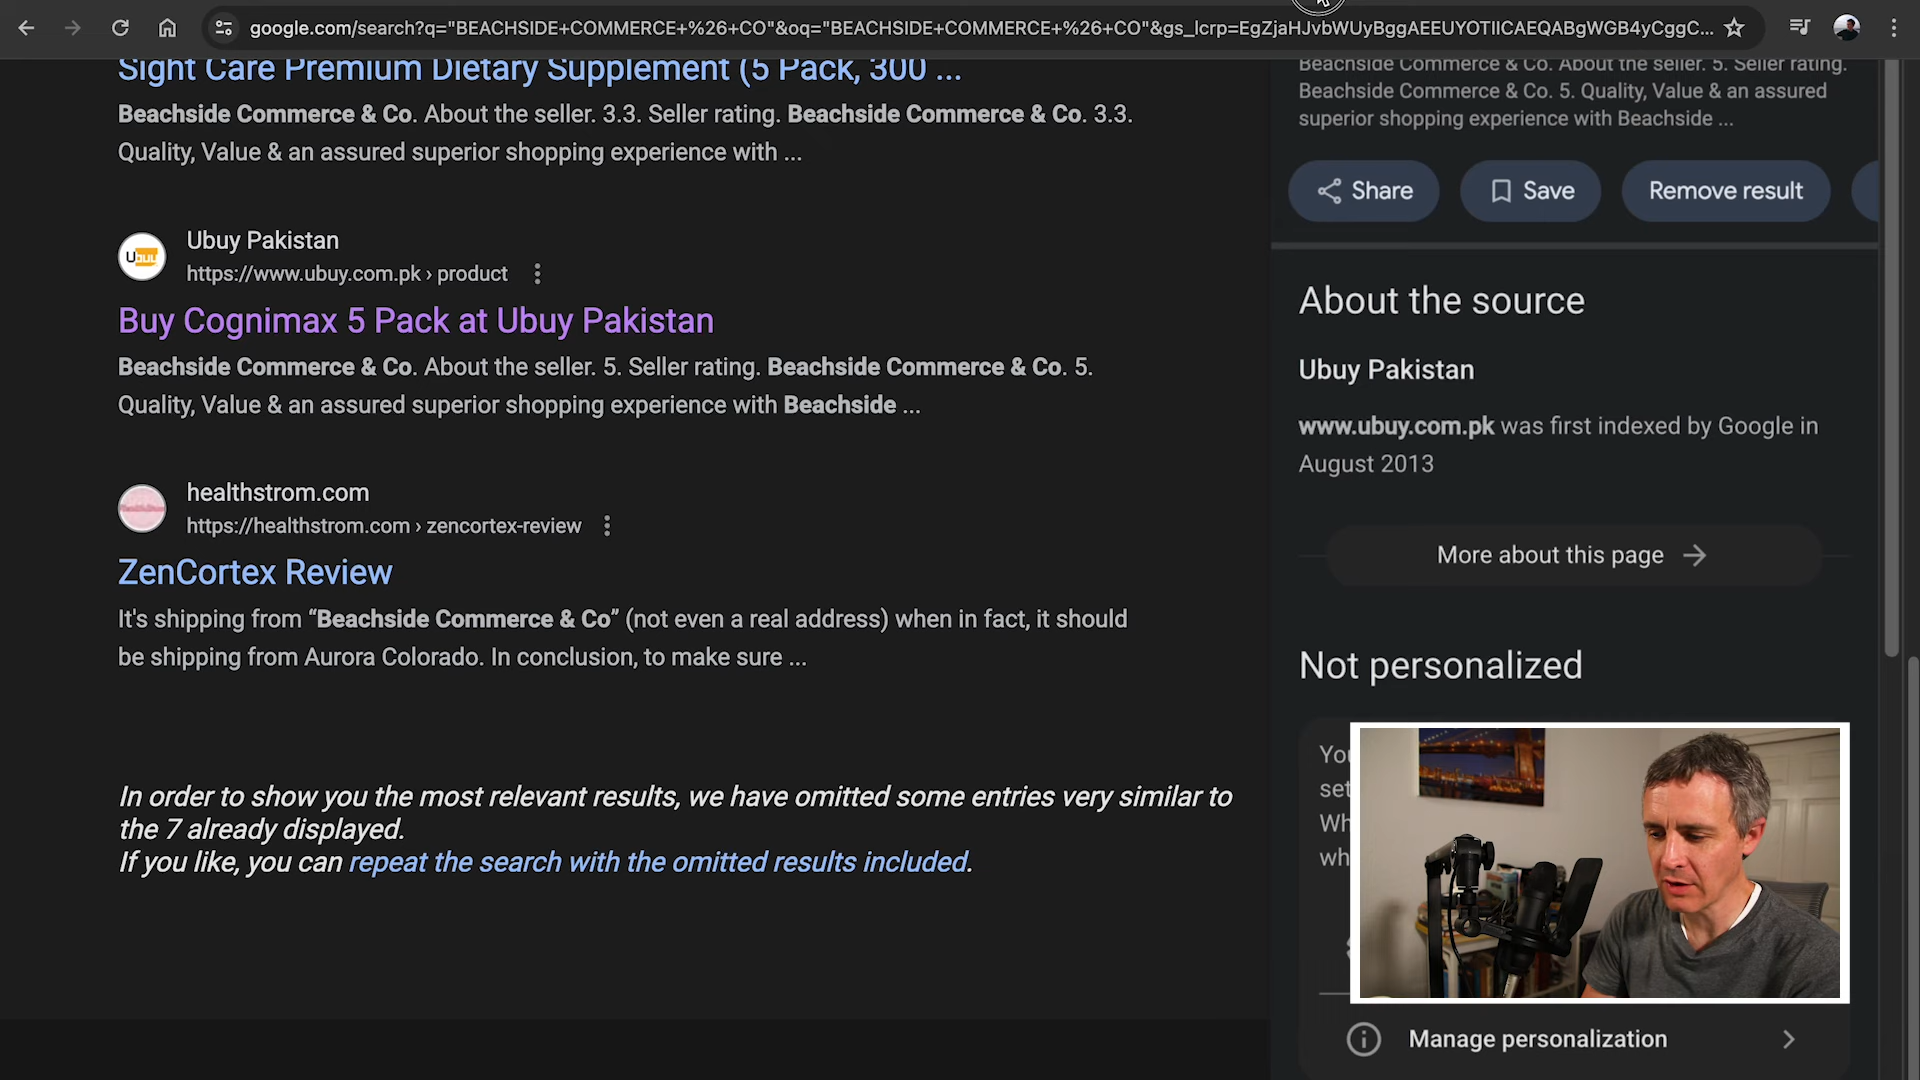 google.com/search?q="BEACHSIDE+COMMERCE+%26+CO"&oq="BEACHSIDE+COMMERCE+%26+CO"&gs_lcrp=EgZjaHJvbWUyBggAEEUYOTIICAEQABgWGB4yCggC...
Sight Care Premium Dietary Supplement (5 Pack, 300 ...
Beachside Commerce & Co. About the seller. 3.3. Seller rating. Beachside Commerce & Co. 3.3.
Quality, Value & an assured superior shopping experience with ...
Ubuy
Ubuy Pakistan
https://www.ubuy.com.pk › product
Buy Cognimax 5 Pack at Ubuy Pakistan
Beachside Commerce & Co. About the seller. 5. Seller rating. Beachside Commerce & Co. 5.
Quality, Value & an assured superior shopping experience with Beachside ...
healthstrom.com
https://healthstrom.com › zencortex-review
ZenCortex Review
It's shipping from “Beachside Commerce & Co” (not even a real address) when in fact, it should
be shipping from Aurora Colorado. In conclusion, to make sure ...
In order to show you the most relevant results, we have omitted some entries very similar to
the 7 already displayed.
If you like, you can repeat the search with the omitted results included.
Beachside Commerce & Co. About the seller. 5. Seller rating.
Beachside Commerce & Co. 5. Quality, Value & an assured
superior shopping experience with Beachside ...
Share
Save
Remove result
About the source
Ubuy Pakistan
www.ubuy.com.pk was first indexed by Google in
August 2013
More about this page
Not personalized
Manage personalization